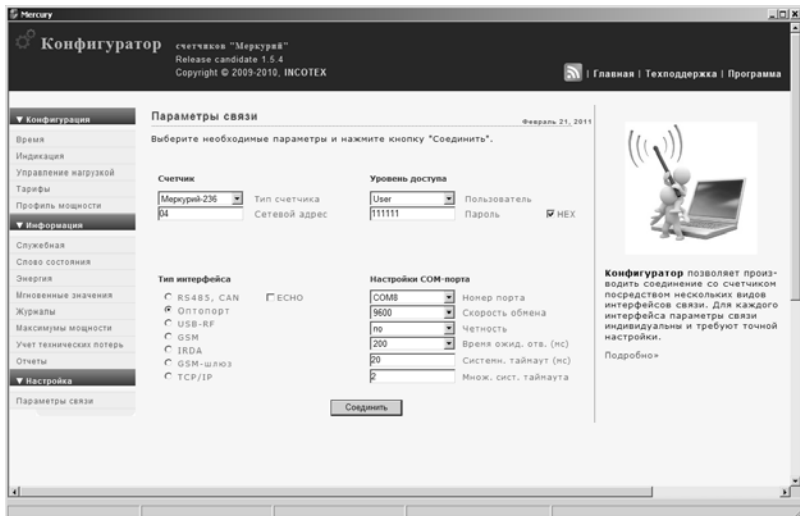 Mercury
Конфигуратор счетчиков "Меркурий"
Release candidate 1.5.4
Copyright © 2009-2010, INCOTEX
| Главная | Техподдержка | Программа
▼ Конфигурация
Время
Индикация
Управление нагрузкой
Тарифы
Профиль мощности
▼ Информация
Служебная
Слово состояния
Энергия
Мгновенные значения
Журналы
Максимумы мощности
Учет технических потерь
Отчеты
▼ Настройка
Параметры связи
Параметры связи
Февраль 21, 2011
Выберите необходимые параметры и нажмите кнопку "Соединить".
Счетчик
Меркурий-236 Тип счетчика
04 Сетевой адрес
Уровень доступа
User Пользователь
111111 Пароль HEX
Тип интерфейса
RS485, CAN ECHO
Оптопорт
USB-RF
GSM
IRDA
GSM-шлюз
TCP/IP
Настройки COM-порта
COM8 Номер порта
9600 Скорость обмена
no Четность
200 Время ожид. отв. (мс)
20 Системн. таймаут (мс)
2 Множ. сист. таймаута
Соединить
Конфигуратор позволяет произ-
водить соединение со счетчиком
посредством нескольких видов
интерфейсов связи. Для каждого
интерфейса параметры связи
индивидуальны и требуют точной
настройки.
Подробно»